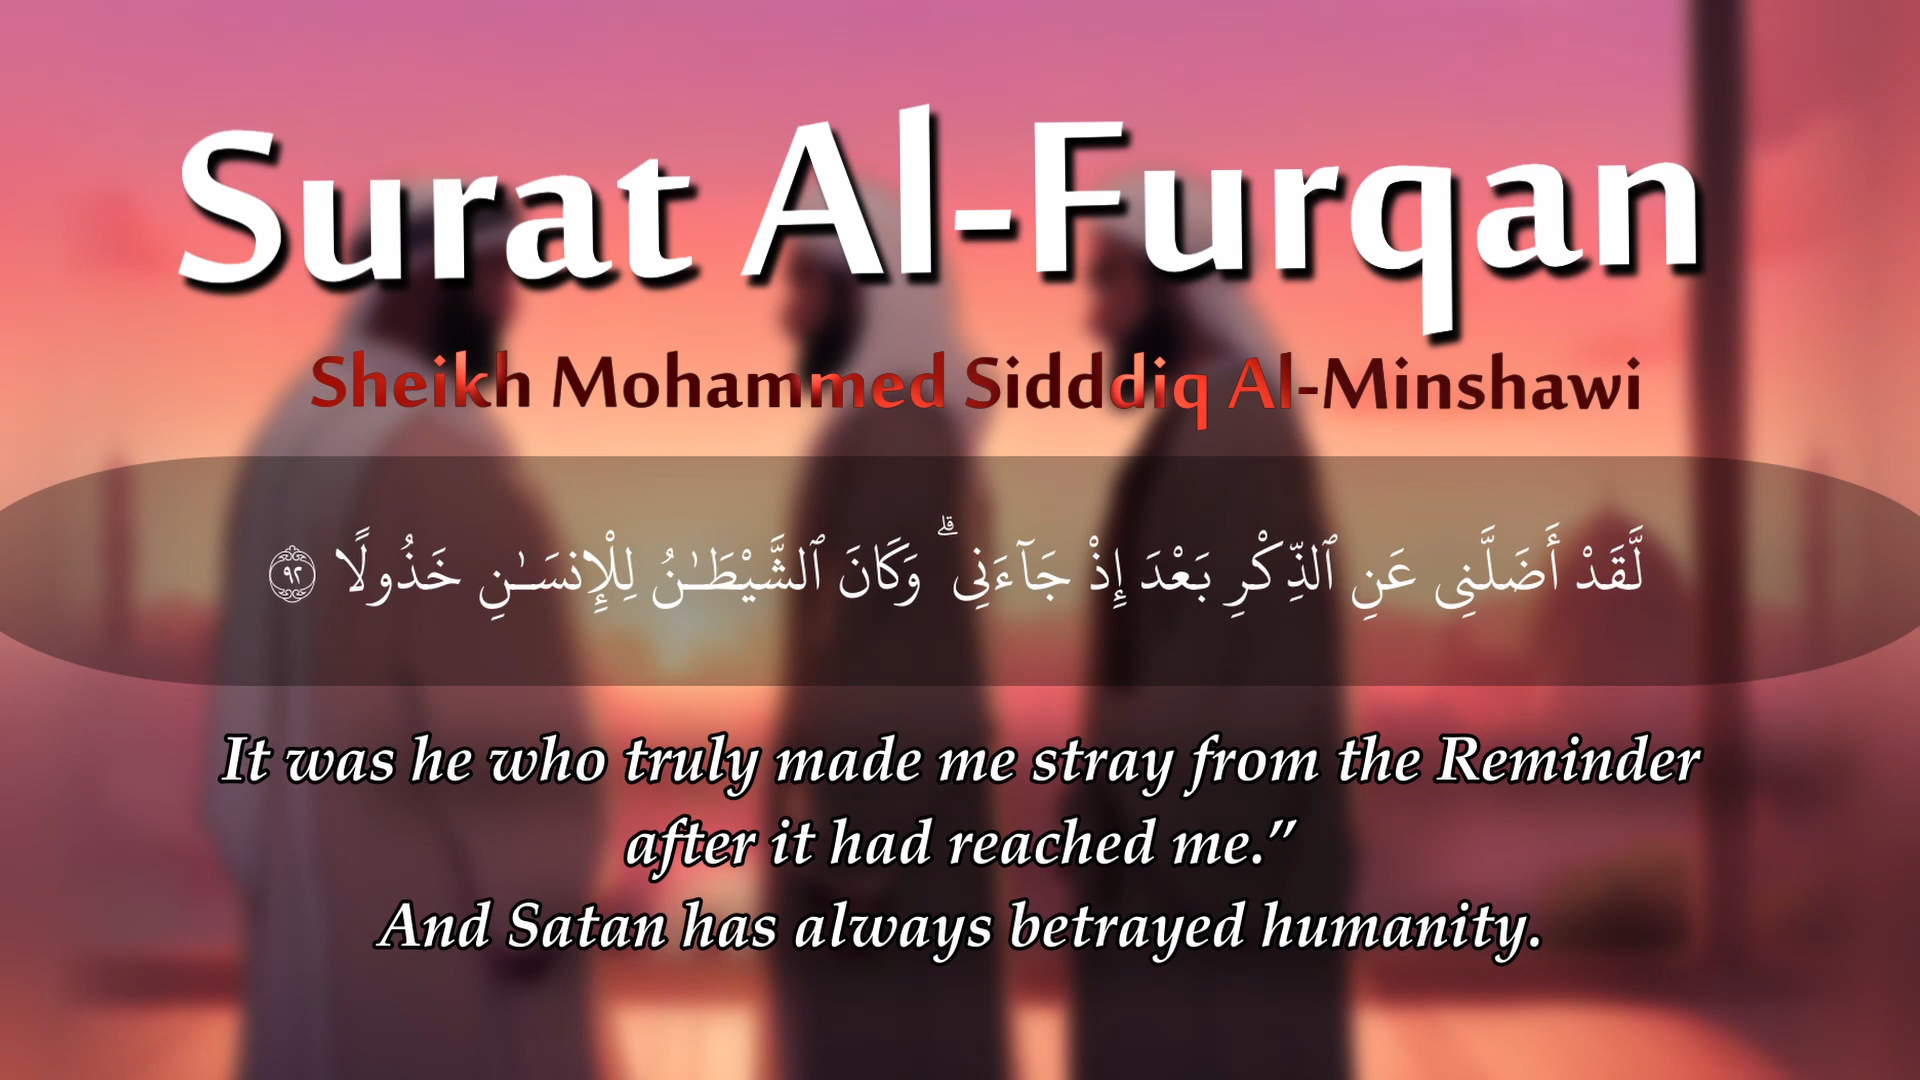 Surat Al-Furqan
Sheikh Mohammed Sidddiq Al-Minshawi
لَّقَدْ أَضَلَّنِى عَنِ ٱلذِّكْرِ بَعْدَ إِذْ جَآءَنِى ۗ وَكَانَ ٱلشَّيْطَـٰنُ لِلْإِنسَـٰنِ خَذُولًا ٩٢
It was he who truly made me stray from the Reminder
after it had reached me.”
And Satan has always betrayed humanity.